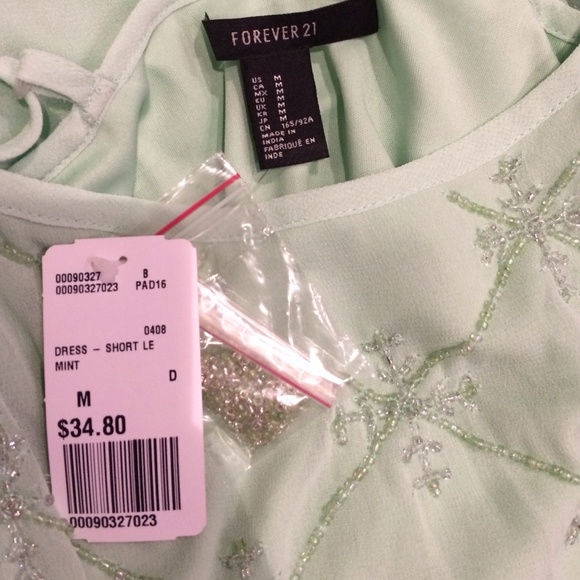 FOREVER 21
US M
CA M
MX M
EU M
UK M
KR M
JP M
CN 165/92A
MADE IN
INDIA
FABRIQUÉ EN
INDE
00090327 B
00090327023 PAD16
0408
DRESS – SHORT LE
MINT
D
M
$34.80
00090327023